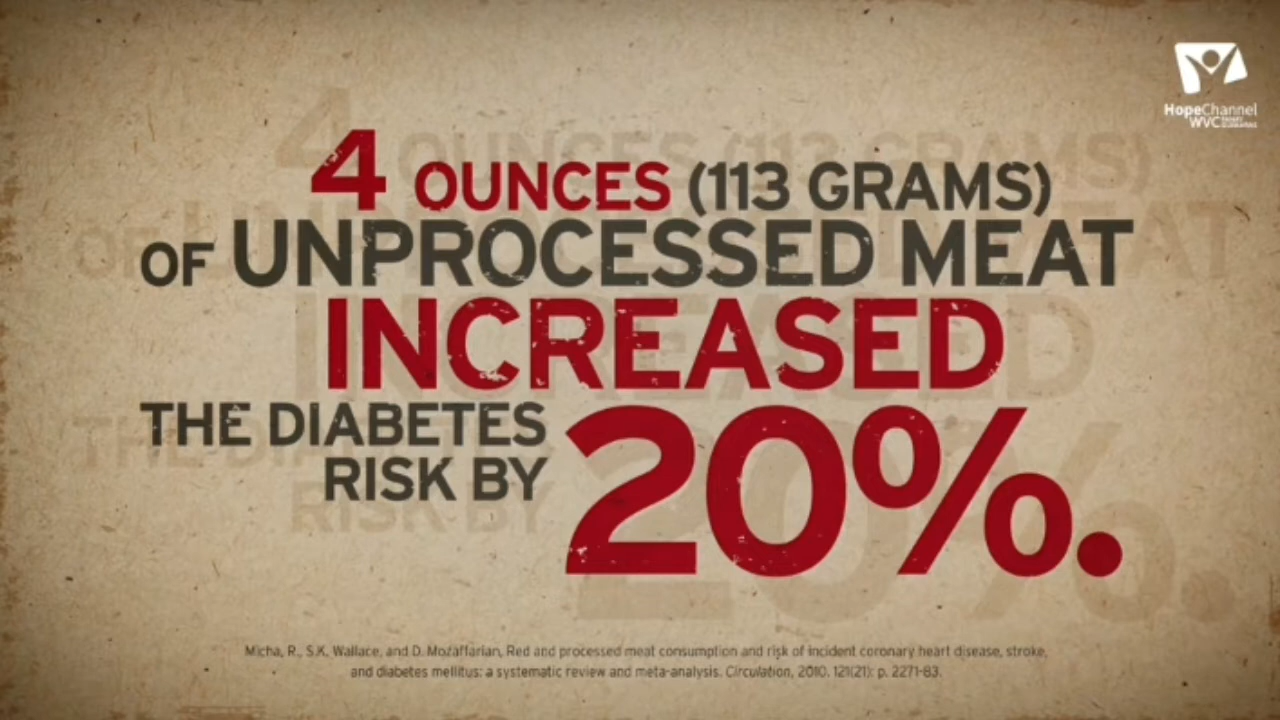 HopeChannel
WVC
4 OUNCES (113 GRAMS)
OF UNPROCESSED MEAT
INCREASED
THE DIABETES
RISK BY
20%.
Micha, R., S.K. Wallace, and D. Mozaffarian, Red and processed meat consumption and risk of incident coronary heart disease, stroke,
and diabetes mellitus: a systematic review and meta-analysis. Circulation, 2010. 121(21): p. 2271-83.